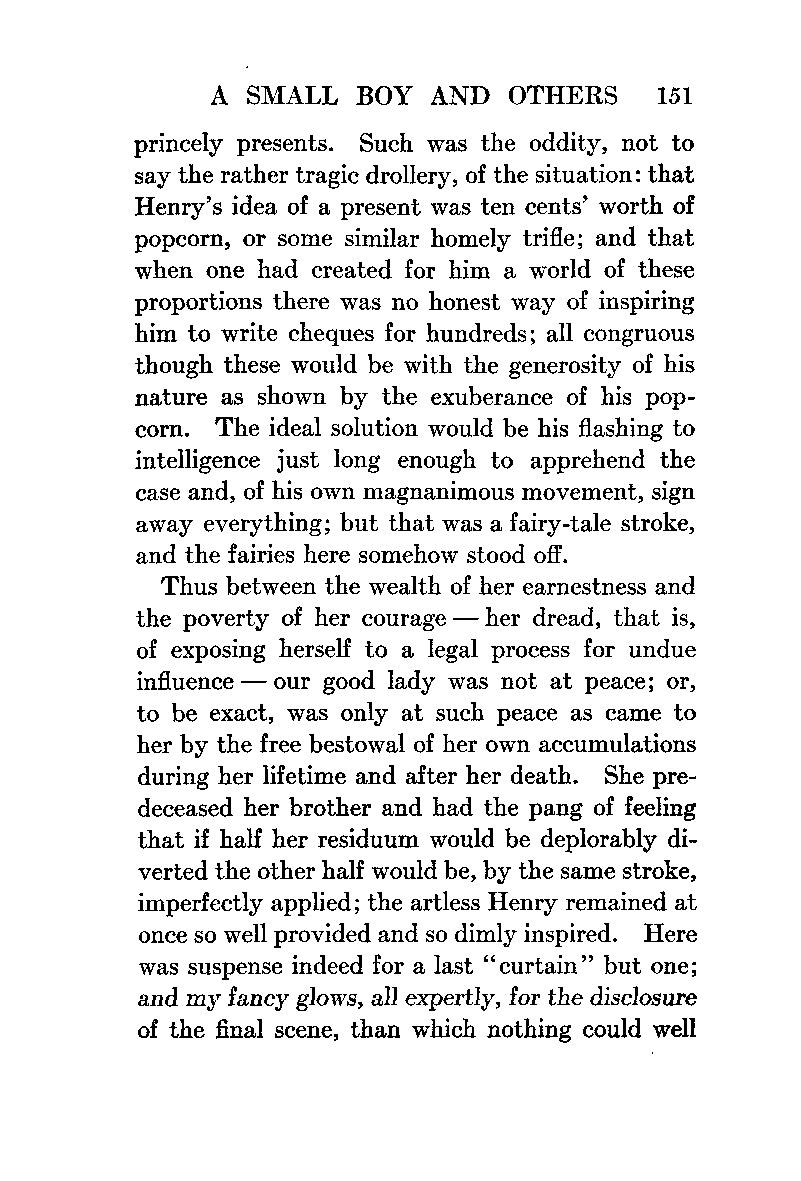 A SMALL BOY AND OTHERS 151
princely presents. Such was the oddity, not to
say the rather tragic drollery, of the situation: that
Henry's idea of a present was ten cents' worth of
popcorn, or some similar homely trifle; and that
when one had created for him a world of these
proportions there was no honest way of inspiring
him to write cheques for hundreds; all congruous
though these would be with the generosity of his
nature as shown by the exuberance of his pop-
corn. The ideal solution would be his flashing to
intelligence just long enough to apprehend the
case and, of his own magnanimous movement, sign
away everything; but that was a fairy-tale stroke,
and the fairies here somehow stood off.
Thus between the wealth of her earnestness and
the poverty of her courage — her dread, that is,
of exposing herself to a legal process for undue
influence — our good lady was not at peace; or,
to be exact, was only at such peace as came to
her by the free bestowal of her own accumulations
during her lifetime and after her death. She pre-
deceased her brother and had the pang of feeling
that if half her residuum would be deplorably di-
verted the other half would be, by the same stroke,
imperfectly applied; the artless Henry remained at
once so well provided and so dimly inspired. Here
was suspense indeed for a last "curtain" but one;
and my fancy glows, all expertly, for the disclosure
of the final scene, than which nothing could well